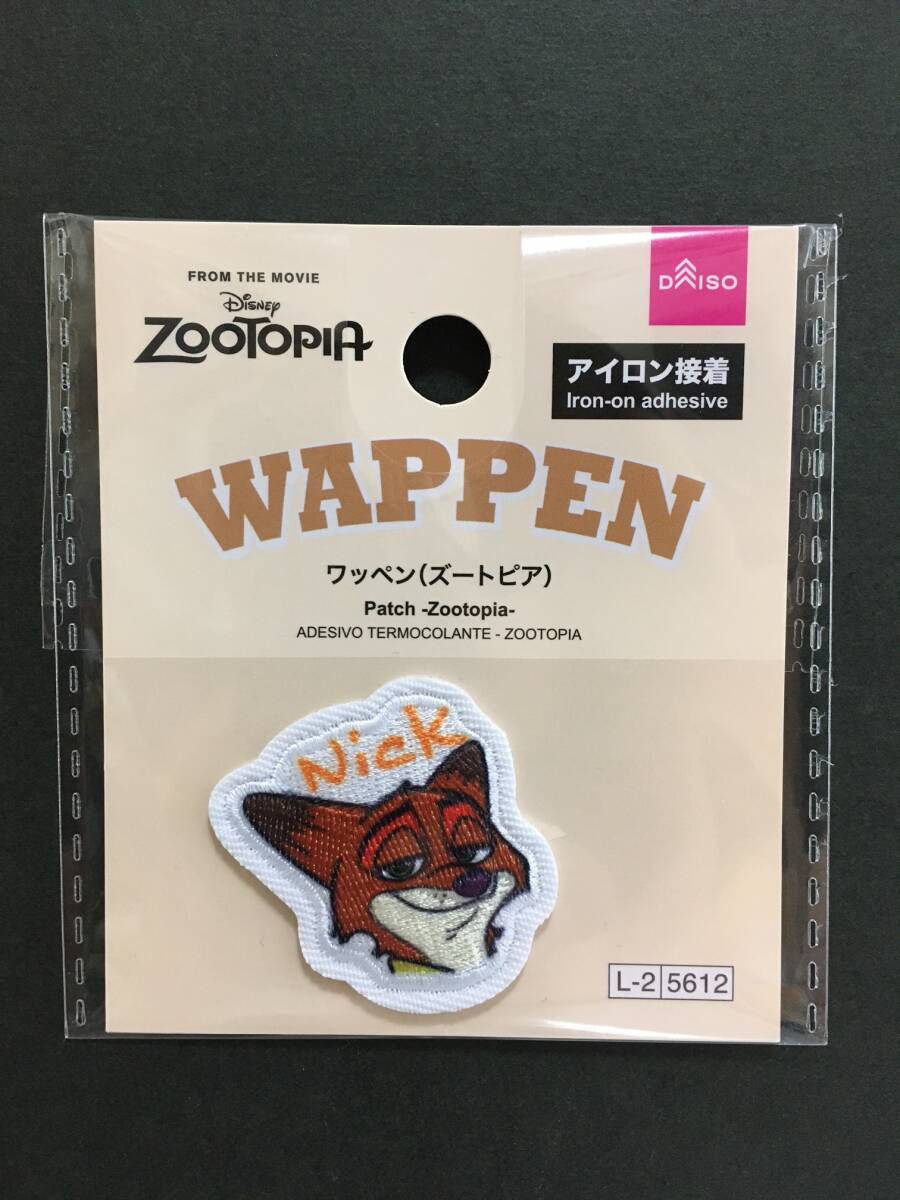 FROM THE MOVIE
Disney
ZOOTOPIA
DAISO
アイロン接着
Iron-on adhesive
WAPPEN
ワッペン(ズートピア)
Patch -Zootopia-
ADESIVO TERMOCOLANTE - ZOOTOPIA
Nick
L-2 5612